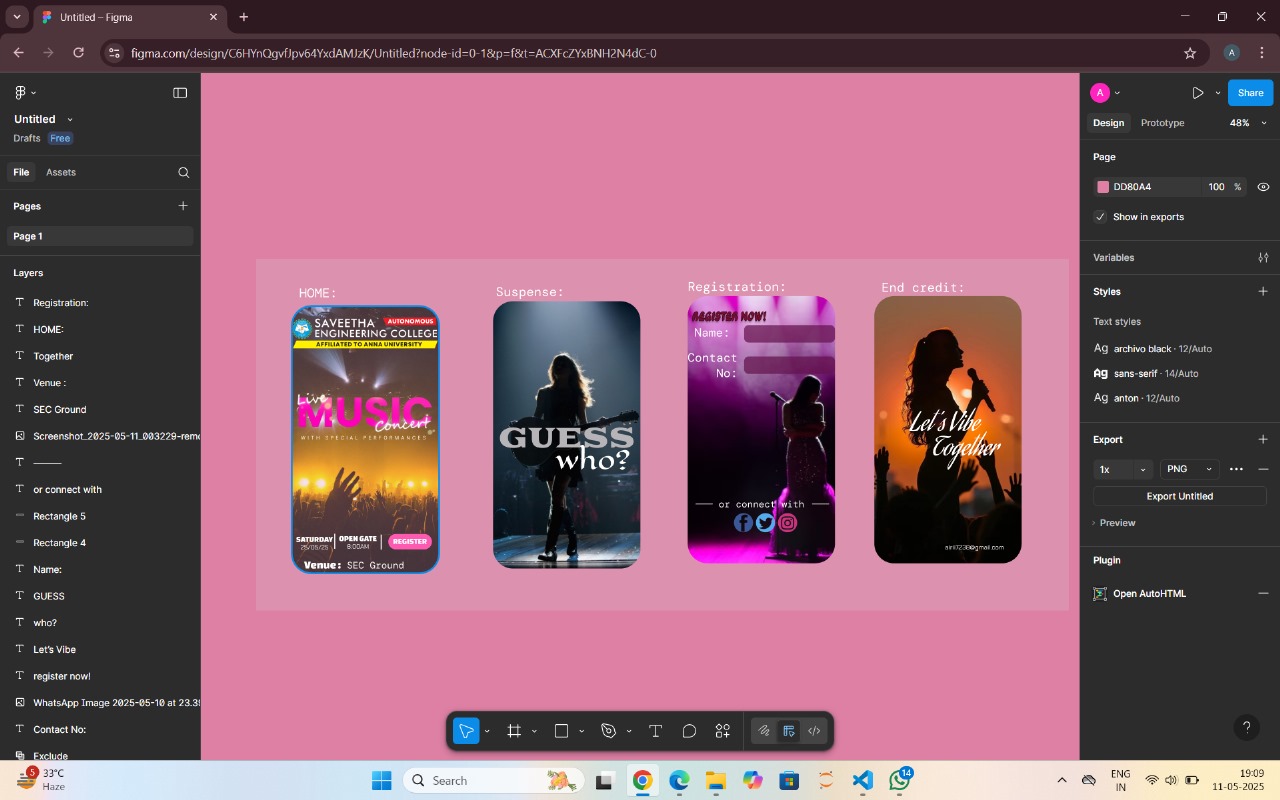 Untitled – Figma
figma.com/design/C6HYnQgvfJpv64YxdAMJzK/Untitled?node-id=0-1&p=f&t=ACXFcZYxBNH2N4dC-0
A
Untitled
Drafts Free
File Assets
Pages
Page 1
Layers
Registration:
HOME:
Together
Venue :
SEC Ground
Screenshot_2025-05-11_003229-remo
———
or connect with
Rectangle 5
Rectangle 4
Name:
GUESS
who?
Let's Vibe
register now!
WhatsApp Image 2025-05-10 at 23.35
Contact No:
Exclude
HOME:
SAVEETHA
AUTONOMOUS
ENGINEERING COLLEGE
AFFILIATED TO ANNA UNIVERSITY
Live
MUSIC
Concert
WITH SPECIAL PERFORMANCES
SATURDAY
25/05/25
OPEN GATE
8:00AM
REGISTER
Venue: SEC Ground
Suspense:
GUESS
who?
Registration:
REGISTER NOW!
Name:
Contact
No:
or connect with
End credit:
Let's Vibe
Together
A
Share
Design Prototype 48%
Page
DD80A4 100 %
Show in exports
Variables
Styles
Text styles
Ag archivo black · 12/Auto
Ag sans-serif · 14/Auto
Ag anton · 12/Auto
Export
1x PNG
Export Untitled
Preview
Plugin
Open AutoHTML
?
5
33°C
Haze
Search
14
ENG
IN
19:09
11-05-2025